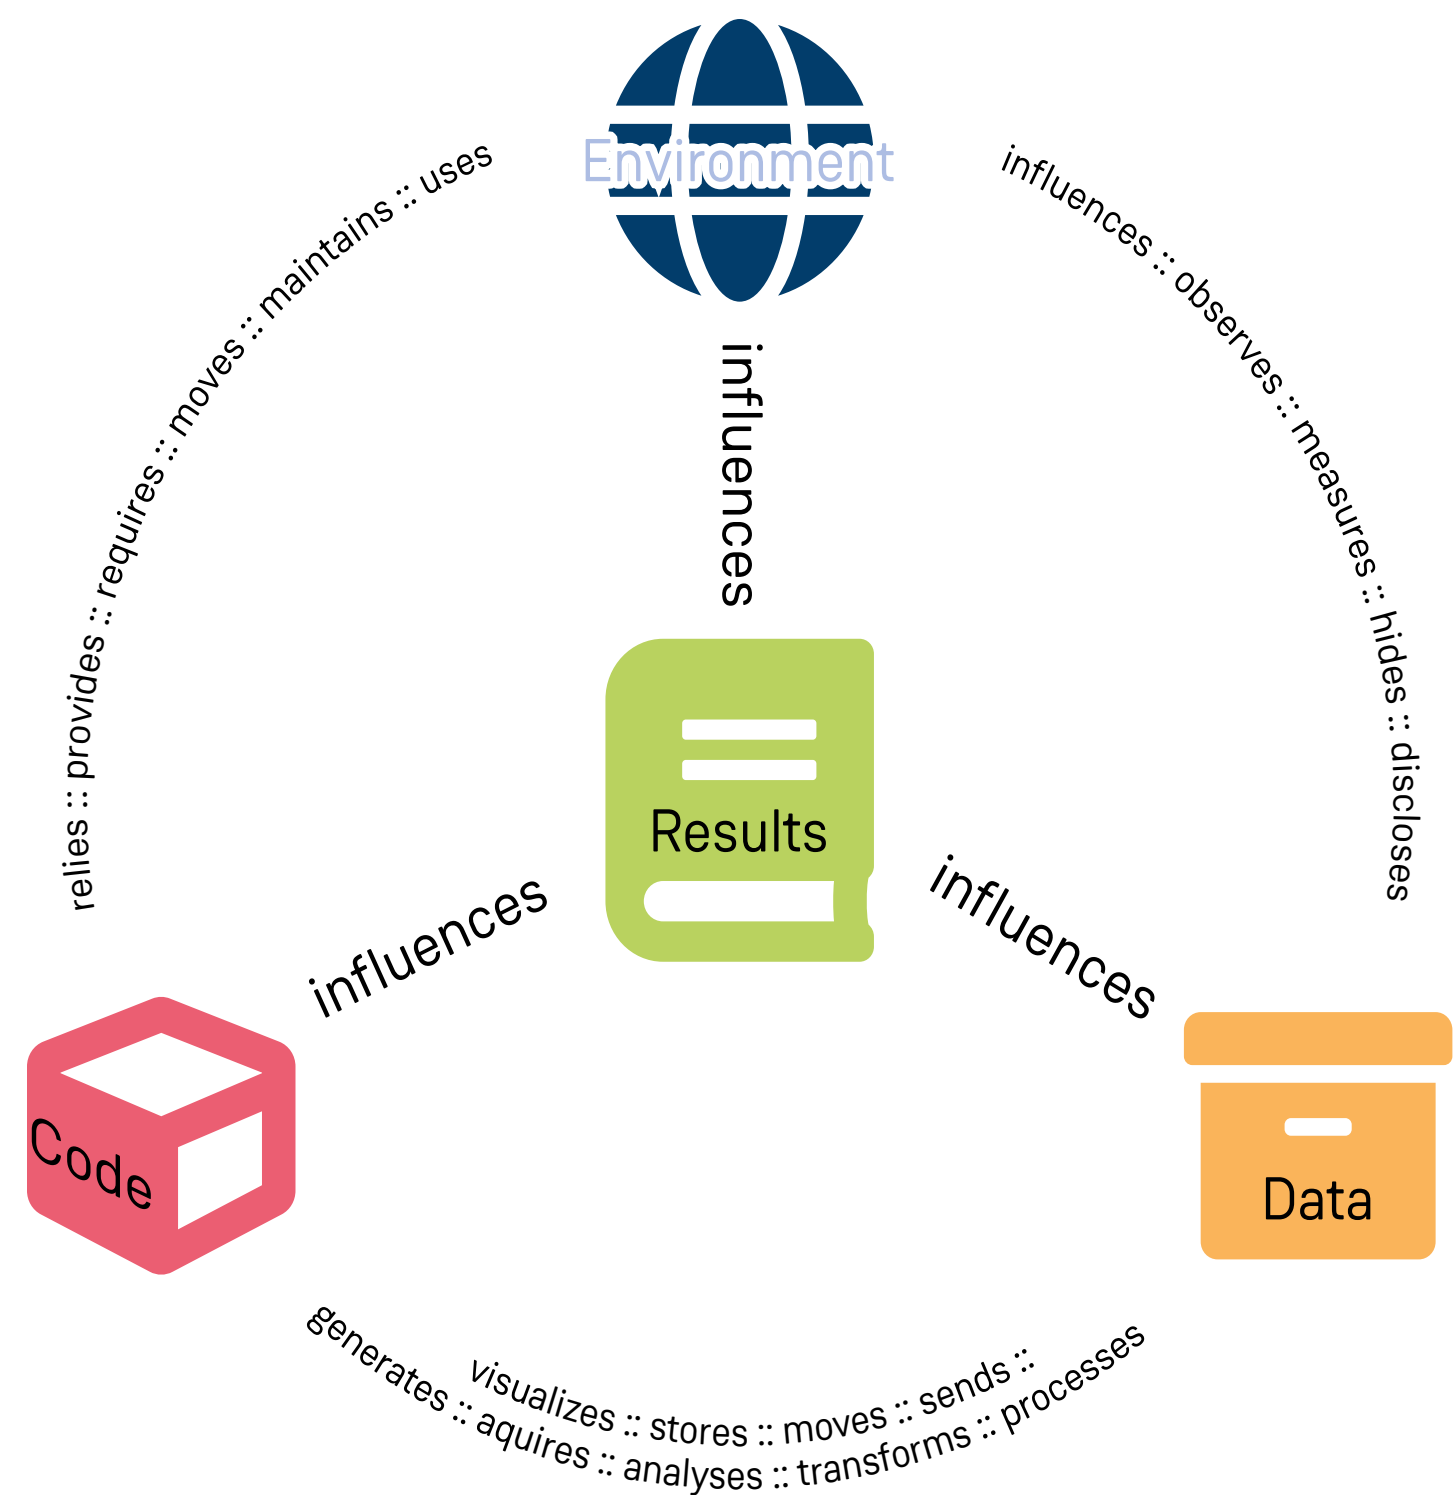 Environment
relies :: provides :: requires :: moves :: maintains :: uses
influences :: observes :: measures :: hides :: discloses
influences
Results
influences
influences
Code
Data
visualizes :: stores :: moves :: sends ::
generates :: aquires :: analyses :: transforms :: processes